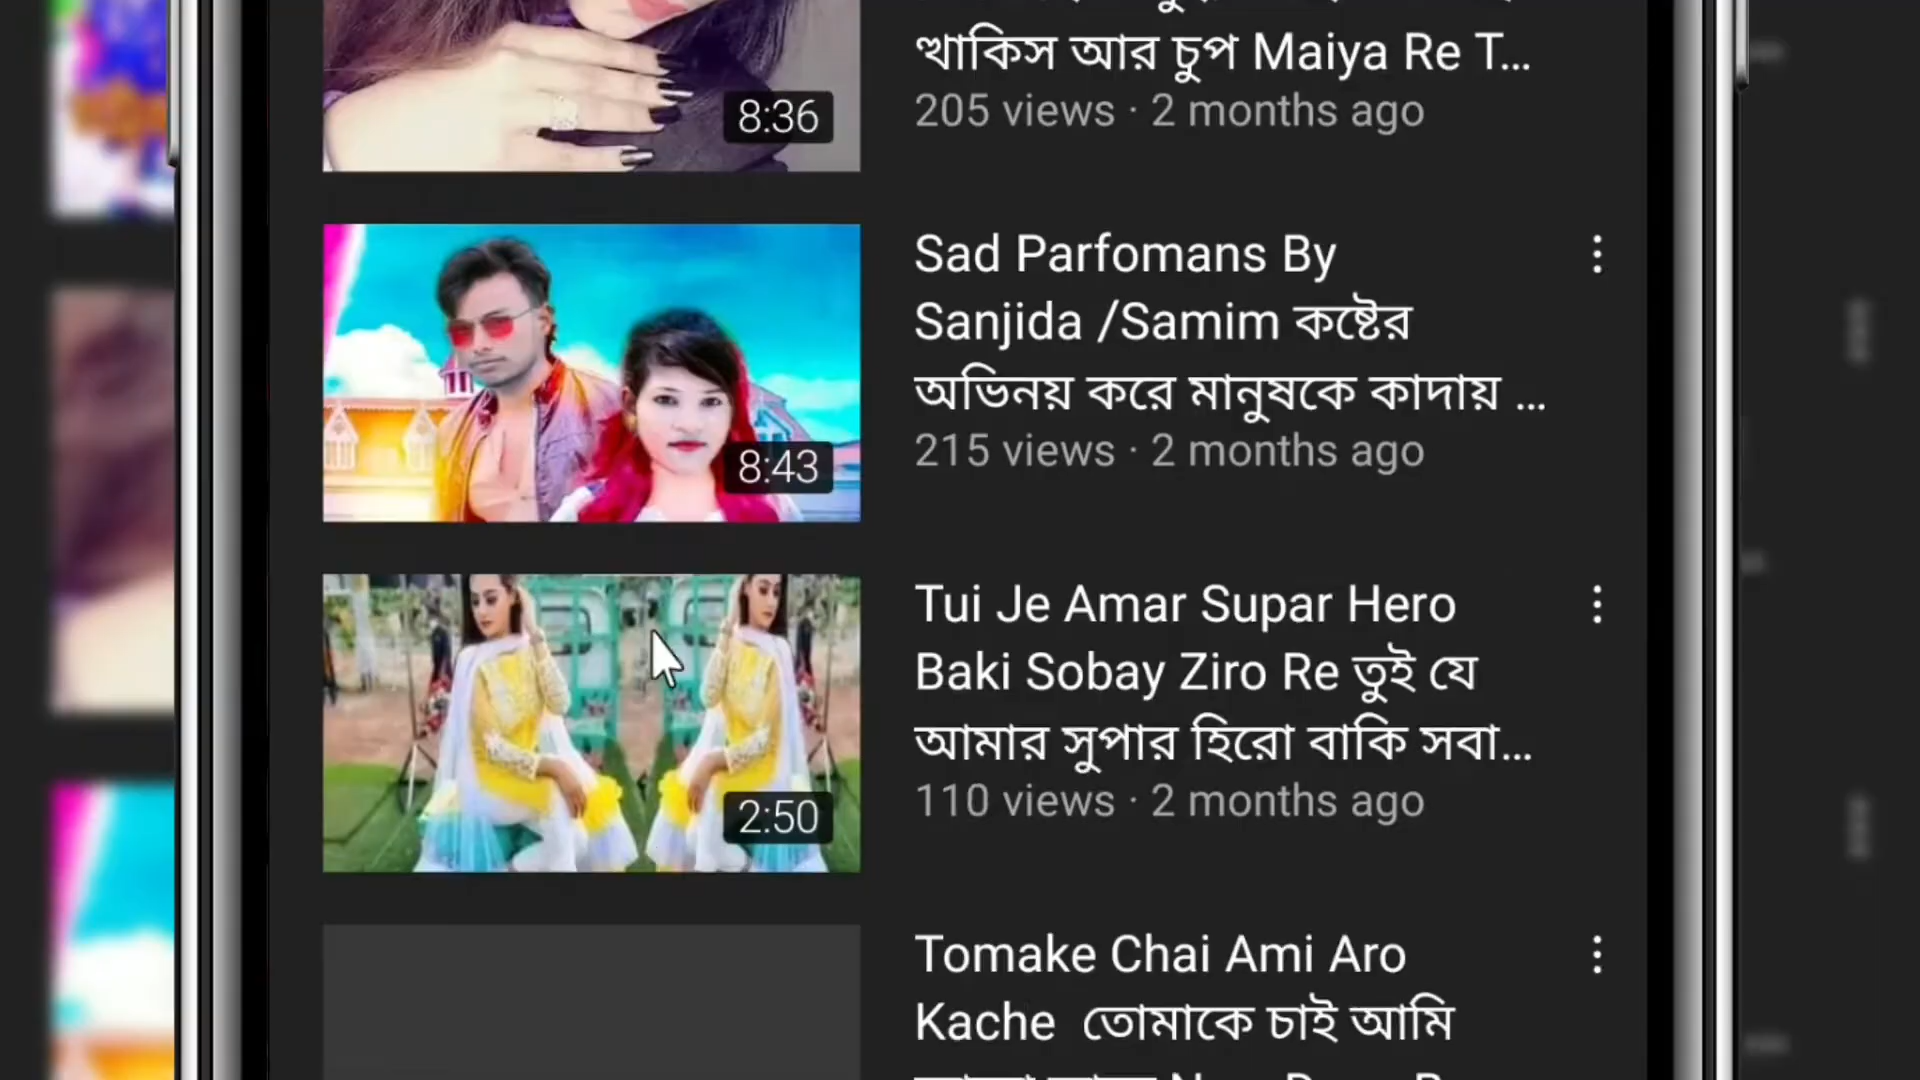 ত্থাকিস আর চুপ Maiya Re T...
205 views · 2 months ago
8:36
Sad Parfomans By
Sanjida /Samim কষ্টের
অভিনয় করে মানুষকে কাদায় ...
215 views · 2 months ago
8:43
Tui Je Amar Supar Hero
Baki Sobay Ziro Re তুই যে
আমার সুপার হিরো বাকি সবা...
110 views · 2 months ago
2:50
Tomake Chai Ami Aro
Kache তোমাকে চাই আমি